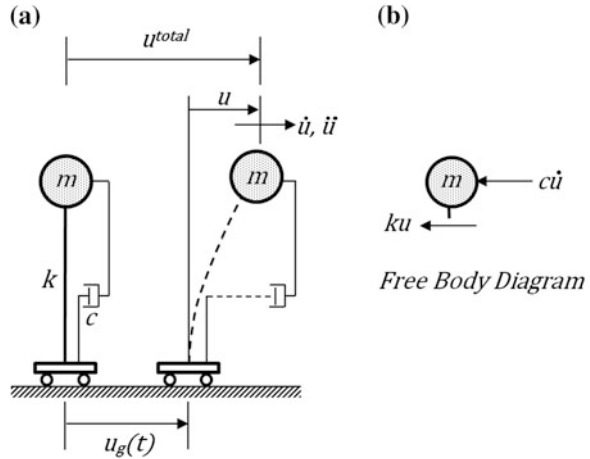 (a)
u^total
u
u̇, ü
m
m
k
c
u_g(t)
(b)
m
cu̇
ku
Free Body Diagram